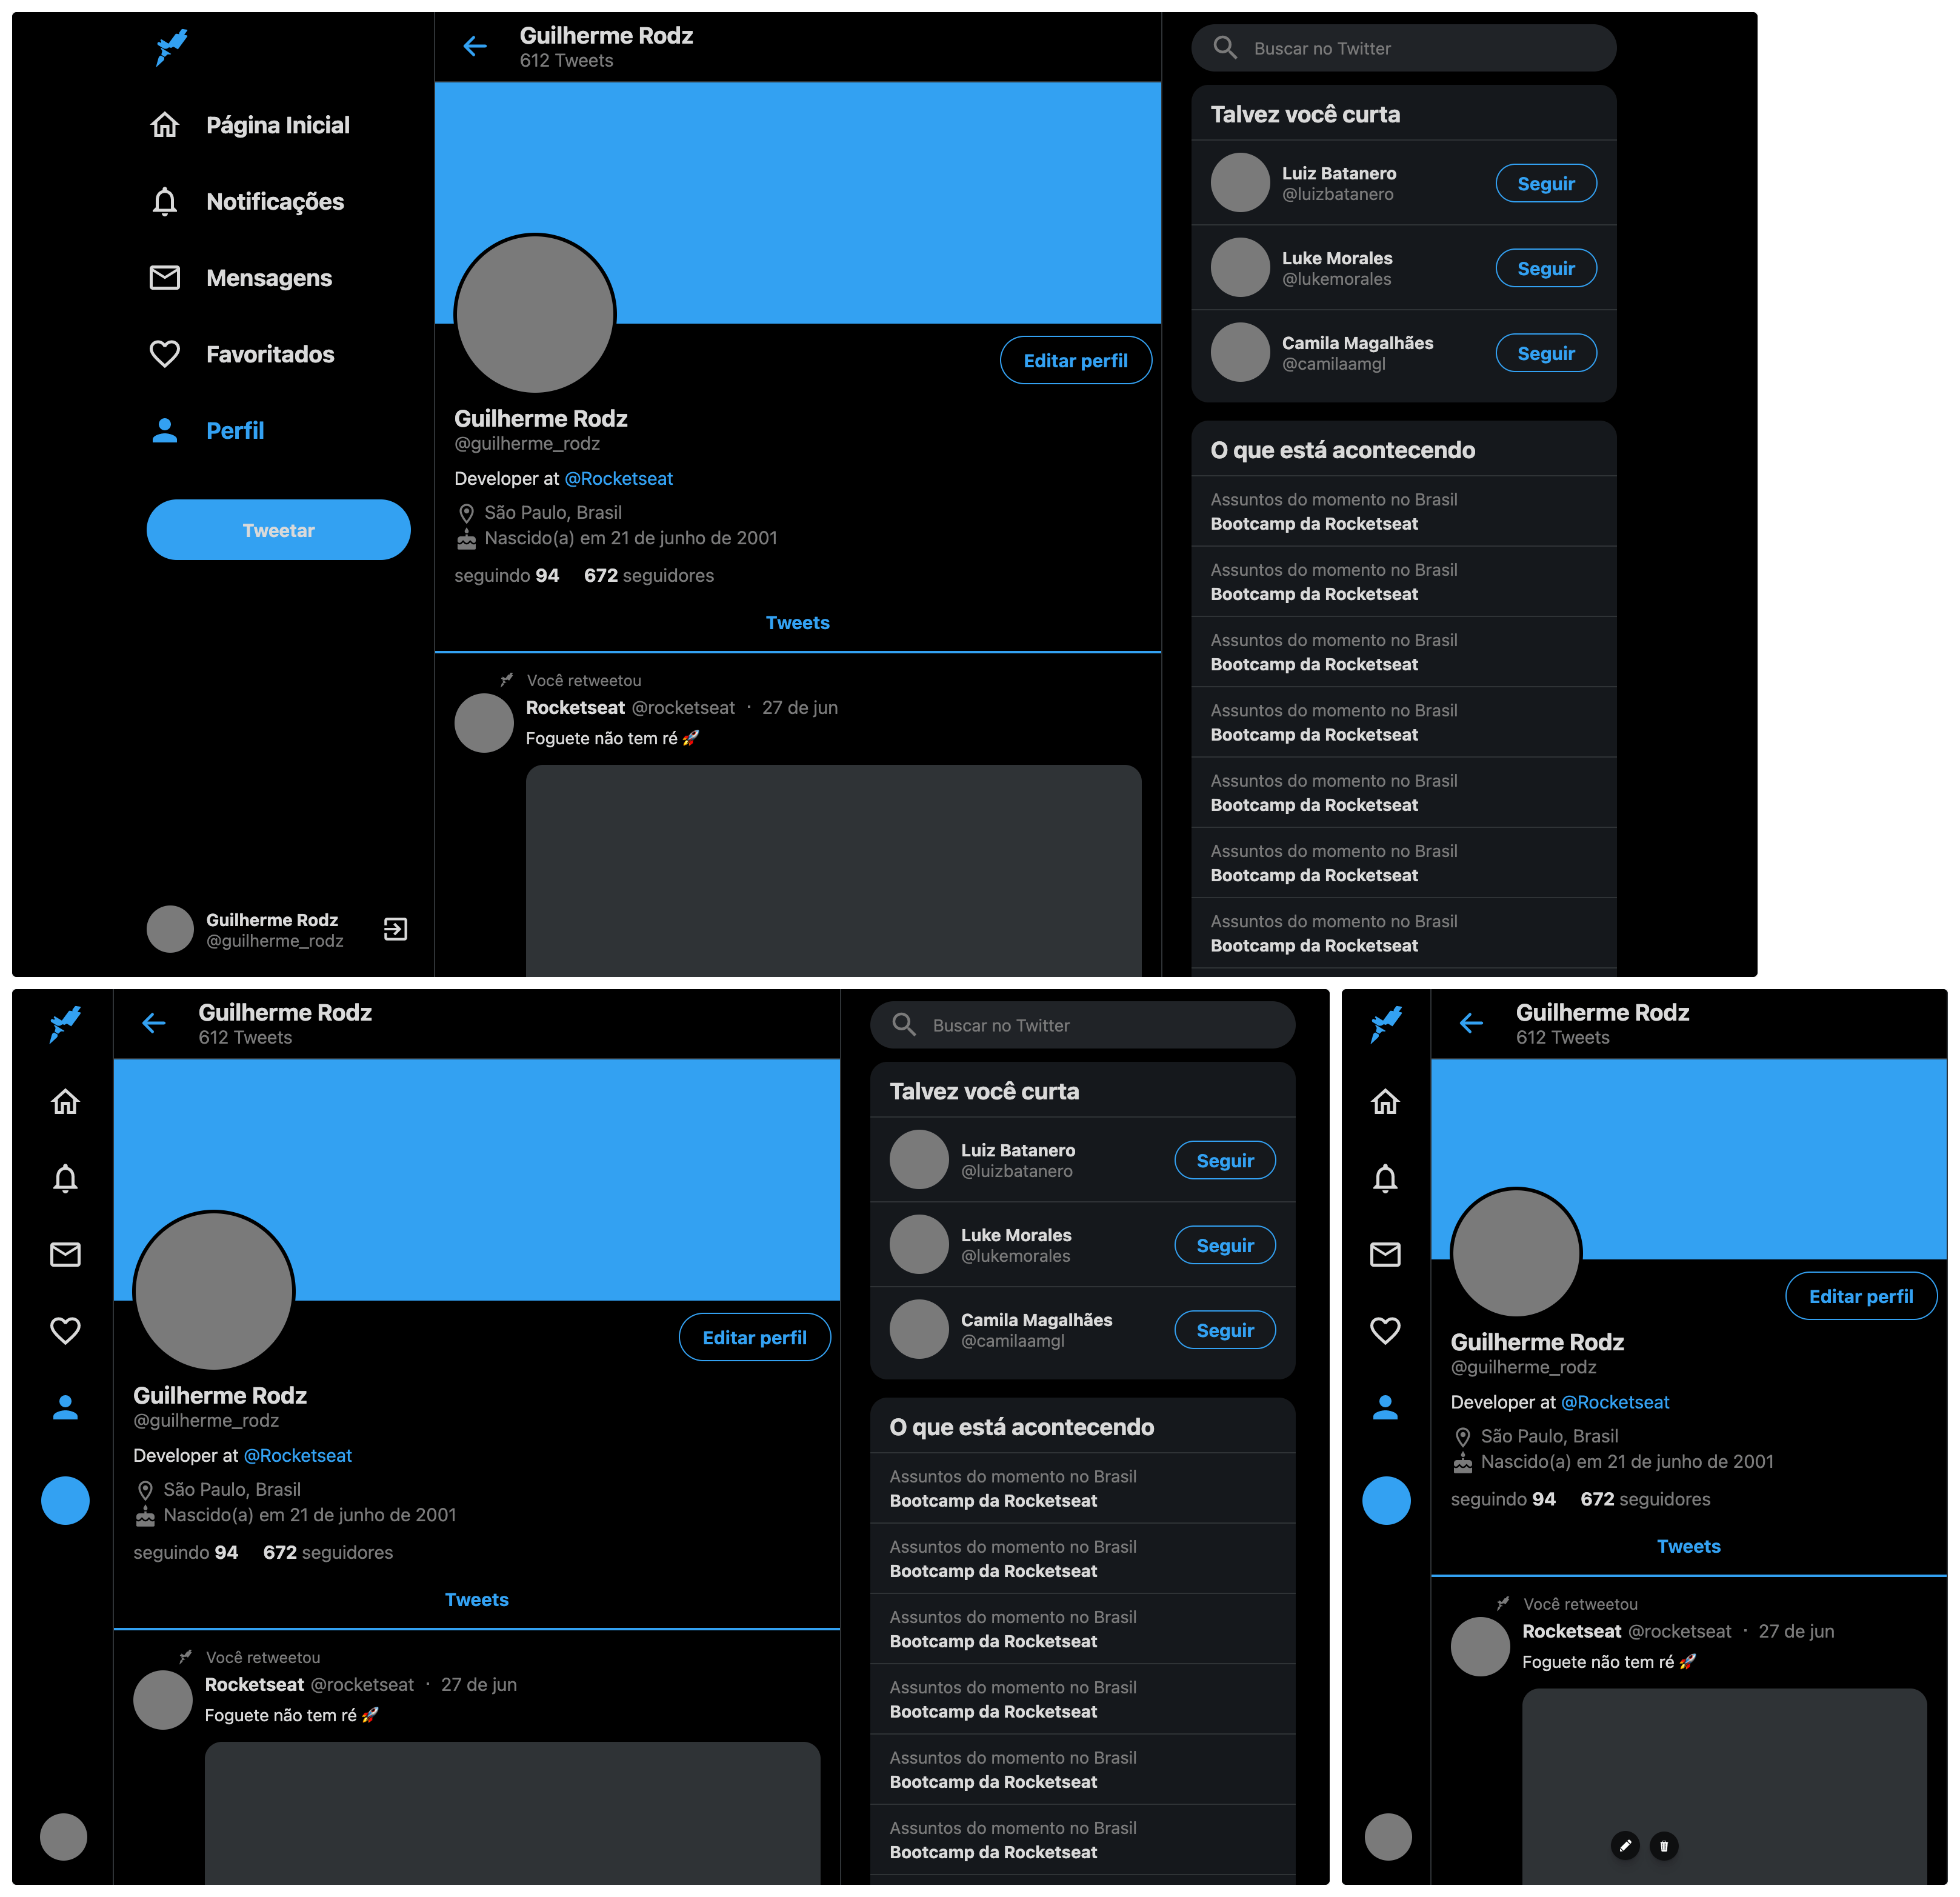 Página Inicial
Notificações
Mensagens
Favoritados
Perfil
Tweetar
Guilherme Rodz
@guilherme_rodz
Guilherme Rodz
612 Tweets
Editar perfil
Guilherme Rodz
@guilherme_rodz
Developer at @Rocketseat
São Paulo, Brasil
Nascido(a) em 21 de junho de 2001
seguindo 94 672 seguidores
Tweets
Você retweetou
Rocketseat @rocketseat · 27 de jun
Foguete não tem ré 🚀
Buscar no Twitter
Talvez você curta
Luiz Batanero
@luizbatanero
Seguir
Luke Morales
@lukemorales
Seguir
Camila Magalhães
@camilaamgl
Seguir
O que está acontecendo
Assuntos do momento no Brasil
Bootcamp da Rocketseat
Assuntos do momento no Brasil
Bootcamp da Rocketseat
Assuntos do momento no Brasil
Bootcamp da Rocketseat
Assuntos do momento no Brasil
Bootcamp da Rocketseat
Assuntos do momento no Brasil
Bootcamp da Rocketseat
Assuntos do momento no Brasil
Bootcamp da Rocketseat
Assuntos do momento no Brasil
Bootcamp da Rocketseat
Guilherme Rodz
612 Tweets
Editar perfil
Guilherme Rodz
@guilherme_rodz
Developer at @Rocketseat
São Paulo, Brasil
Nascido(a) em 21 de junho de 2001
seguindo 94 672 seguidores
Tweets
Você retweetou
Rocketseat @rocketseat · 27 de jun
Foguete não tem ré 🚀
Buscar no Twitter
Talvez você curta
Luiz Batanero
@luizbatanero
Seguir
Luke Morales
@lukemorales
Seguir
Camila Magalhães
@camilaamgl
Seguir
O que está acontecendo
Assuntos do momento no Brasil
Bootcamp da Rocketseat
Assuntos do momento no Brasil
Bootcamp da Rocketseat
Assuntos do momento no Brasil
Bootcamp da Rocketseat
Assuntos do momento no Brasil
Bootcamp da Rocketseat
Assuntos do momento no Brasil
Bootcamp da Rocketseat
Assuntos do momento no Brasil
Bootcamp da Rocketseat
Guilherme Rodz
612 Tweets
Editar perfil
Guilherme Rodz
@guilherme_rodz
Developer at @Rocketseat
São Paulo, Brasil
Nascido(a) em 21 de junho de 2001
seguindo 94 672 seguidores
Tweets
Você retweetou
Rocketseat @rocketseat · 27 de jun
Foguete não tem ré 🚀